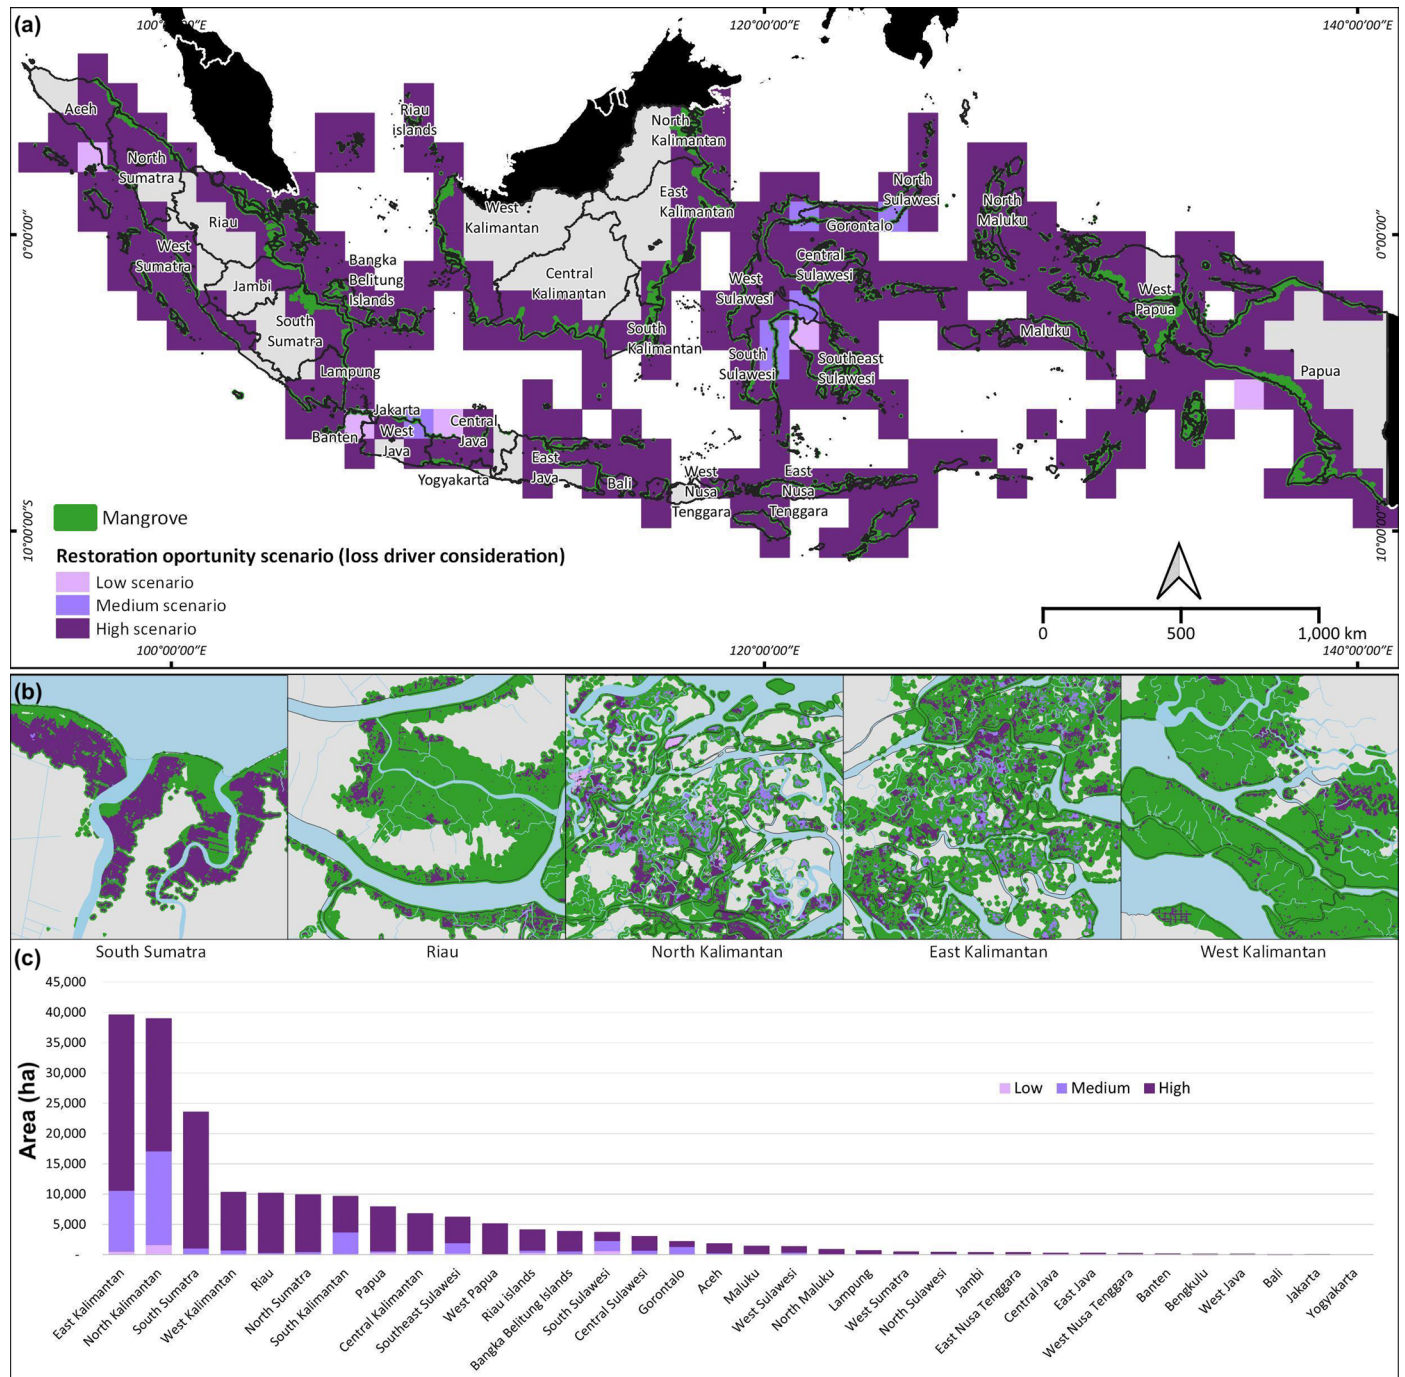 (a)
100°00'00"E
120°00'00"E
140°00'00"E
0°00'00"
0°00'00"
10°00'00"S
10°00'00"S
Aceh
North
Sumatra
Riau
West
Sumatra
Jambi
South
Sumatra
Bangka
Belitung
Islands
Lampung
Riau
islands
West
Kalimantan
Central
Kalimantan
North
Kalimantan
East
Kalimantan
South
Kalimantan
Jakarta
Banten
West
Java
Central
Java
Yogyakarta
East
Java
Bali
West
Nusa
Tenggara
East
Nusa
Tenggara
North
Sulawesi
Gorontalo
Central
Sulawesi
West
Sulawesi
South
Sulawesi
Southeast
Sulawesi
North
Maluku
Maluku
West
Papua
Papua
Mangrove
Restoration oportunity scenario (loss driver consideration)
Low scenario
Medium scenario
High scenario
0
500
1,000 km
100°00'00"E
120°00'00"E
140°00'00"E
(b)
South Sumatra
Riau
North Kalimantan
East Kalimantan
West Kalimantan
(c)
Area (ha)
45,000
40,000
35,000
30,000
25,000
20,000
15,000
10,000
5,000
-
Low
Medium
High
East Kalimantan
North Kalimantan
South Sumatra
West Kalimantan
Riau
North Sumatra
South Kalimantan
Papua
Central Kalimantan
Southeast Sulawesi
West Papua
Riau islands
Bangka Belitung Islands
South Sulawesi
Central Sulawesi
Gorontalo
Aceh
Maluku
West Sulawesi
North Maluku
Lampung
West Sumatra
North Sulawesi
Jambi
East Nusa Tenggara
Central Java
East Java
West Nusa Tenggara
Banten
Bengkulu
West Java
Bali
Jakarta
Yogyakarta